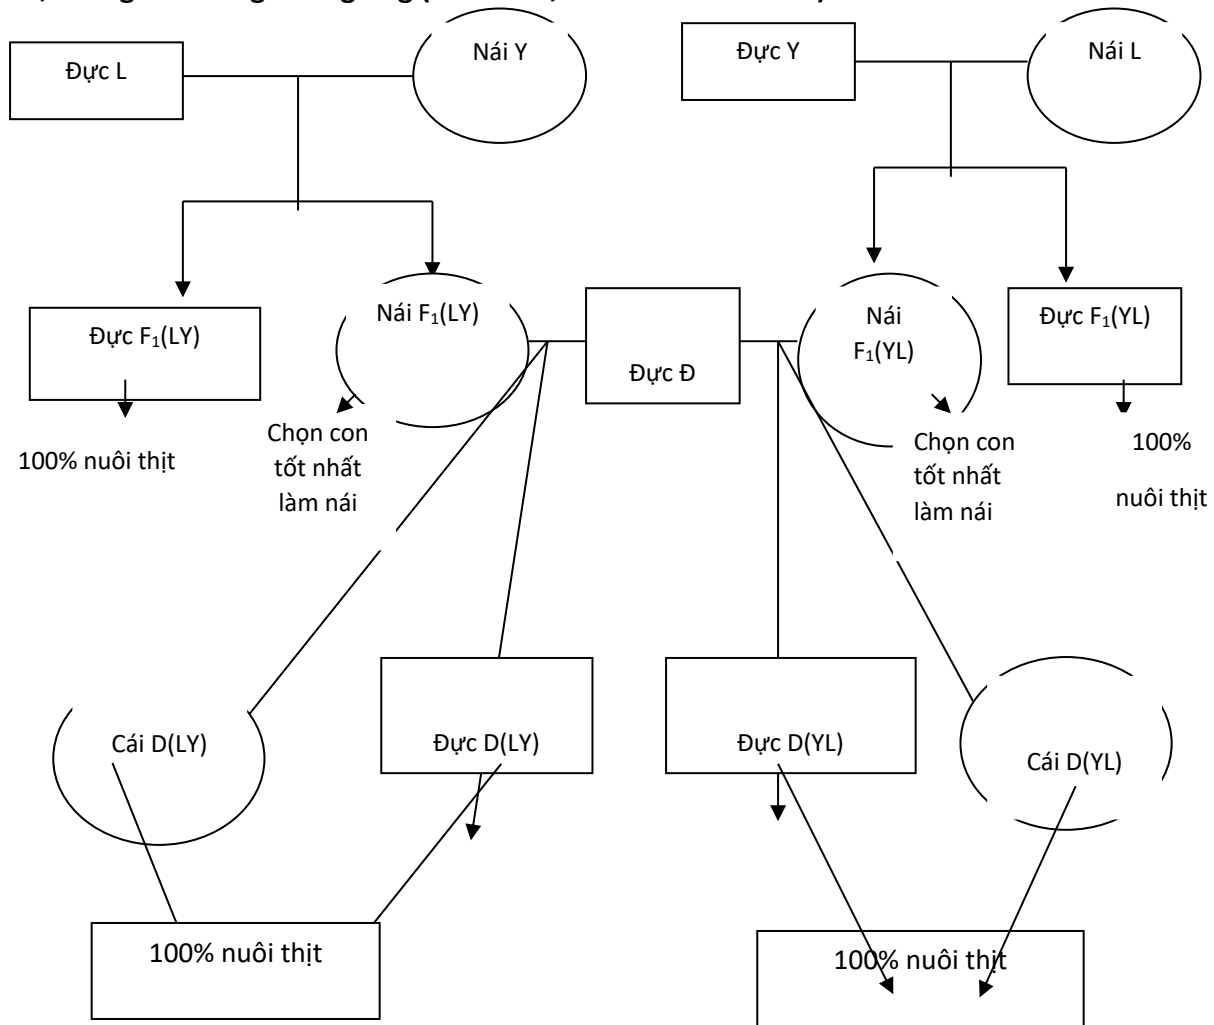 Đực L
Nái Y
Đực Y
Nái L
Nái F₁(LY)
Nái
F₁(YL)
Đực F₁(LY)
Đực F₁(YL)
Đực Đ
Chọn con
tốt nhất
làm nái
Chọn con
tốt nhất
làm nái
100% nuôi thịt
100%
nuôi thịt
Cái D(LY)
Đực D(LY)
Đực D(YL)
Cái D(YL)
100% nuôi thịt
100% nuôi thịt